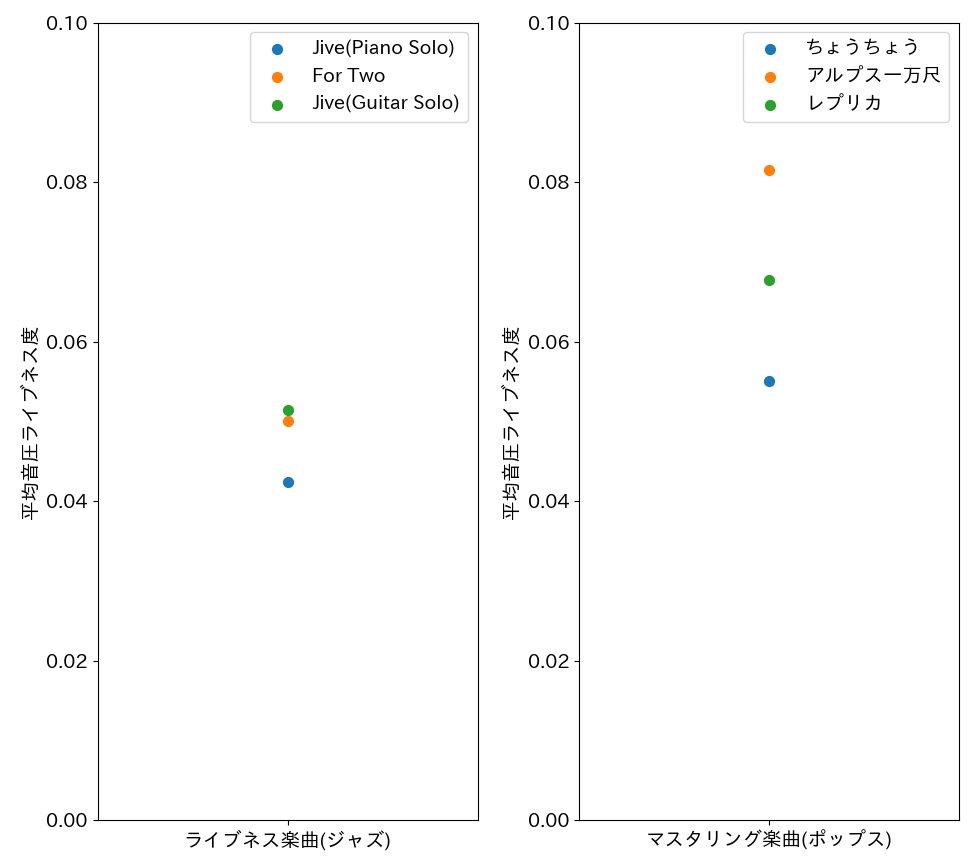 Jive(Piano Solo)
For Two
Jive(Guitar Solo)
0.10
0.08
0.06
0.04
0.02
0.00
平均音圧ライブネス度
ライブネス楽曲(ジャズ)
ちょうちょう
アルプス一万尺
レプリカ
0.10
0.08
0.06
0.04
0.02
0.00
平均音圧ライブネス度
マスタリング楽曲(ポップス)